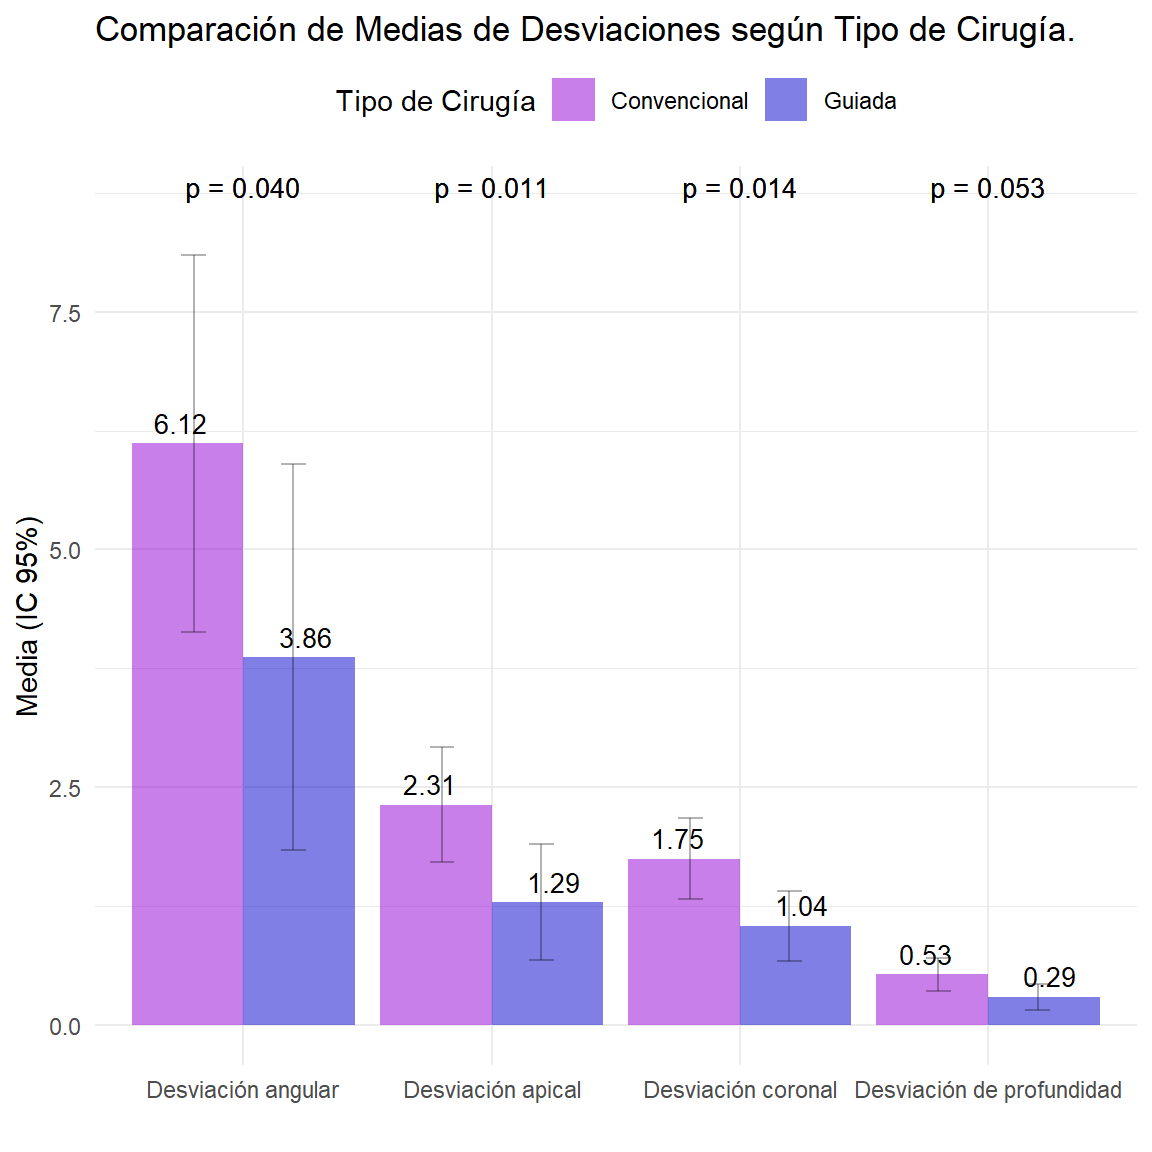 Comparación de Medias de Desviaciones según Tipo de Cirugía.
Tipo de Cirugía Convencional Guiada
p = 0.040 p = 0.011 p = 0.014 p = 0.053
7.5
6.12
5.0
3.86
2.5
2.31
1.75
1.29
1.04
0.53
0.29
0.0
Media (IC 95%)
Desviación angular Desviación apical Desviación coronal Desviación de profundidad